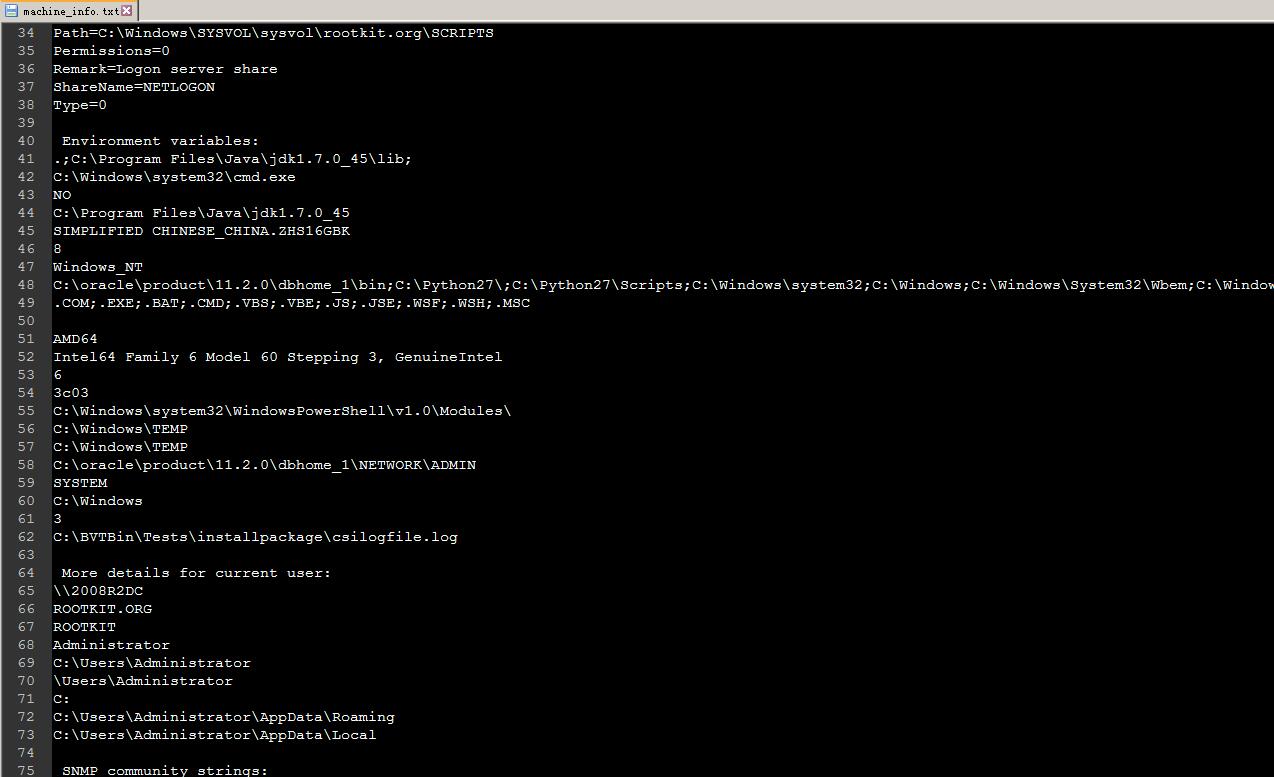 machine_info.txt
34 Path=C:\Windows\SYSVOL\sysvol\rootkit.org\SCRIPTS
35 Permissions=0
36 Remark=Logon server share
37 ShareName=NETLOGON
38 Type=0
39
40 Environment variables:
41 .;C:\Program Files\Java\jdk1.7.0_45\lib;
42 C:\Windows\system32\cmd.exe
43 NO
44 C:\Program Files\Java\jdk1.7.0_45
45 SIMPLIFIED CHINESE_CHINA.ZHS16GBK
46 8
47 Windows_NT
48 C:\oracle\product\11.2.0\dbhome_1\bin;C:\Python27\;C:\Python27\Scripts;C:\Windows\system32;C:\Windows;C:\Windows\System32\Wbem;C:\Window
49 .COM;.EXE;.BAT;.CMD;.VBS;.VBE;.JS;.JSE;.WSF;.WSH;.MSC
50
51 AMD64
52 Intel64 Family 6 Model 60 Stepping 3, GenuineIntel
53 6
54 3c03
55 C:\Windows\system32\WindowsPowerShell\v1.0\Modules\
56 C:\Windows\TEMP
57 C:\Windows\TEMP
58 C:\oracle\product\11.2.0\dbhome_1\NETWORK\ADMIN
59 SYSTEM
60 C:\Windows
61 3
62 C:\BVTBin\Tests\installpackage\csilogfile.log
63
64 More details for current user:
65 \\2008R2DC
66 ROOTKIT.ORG
67 ROOTKIT
68 Administrator
69 C:\Users\Administrator
70 \Users\Administrator
71 C:
72 C:\Users\Administrator\AppData\Roaming
73 C:\Users\Administrator\AppData\Local
74
75 SNMP community strings: